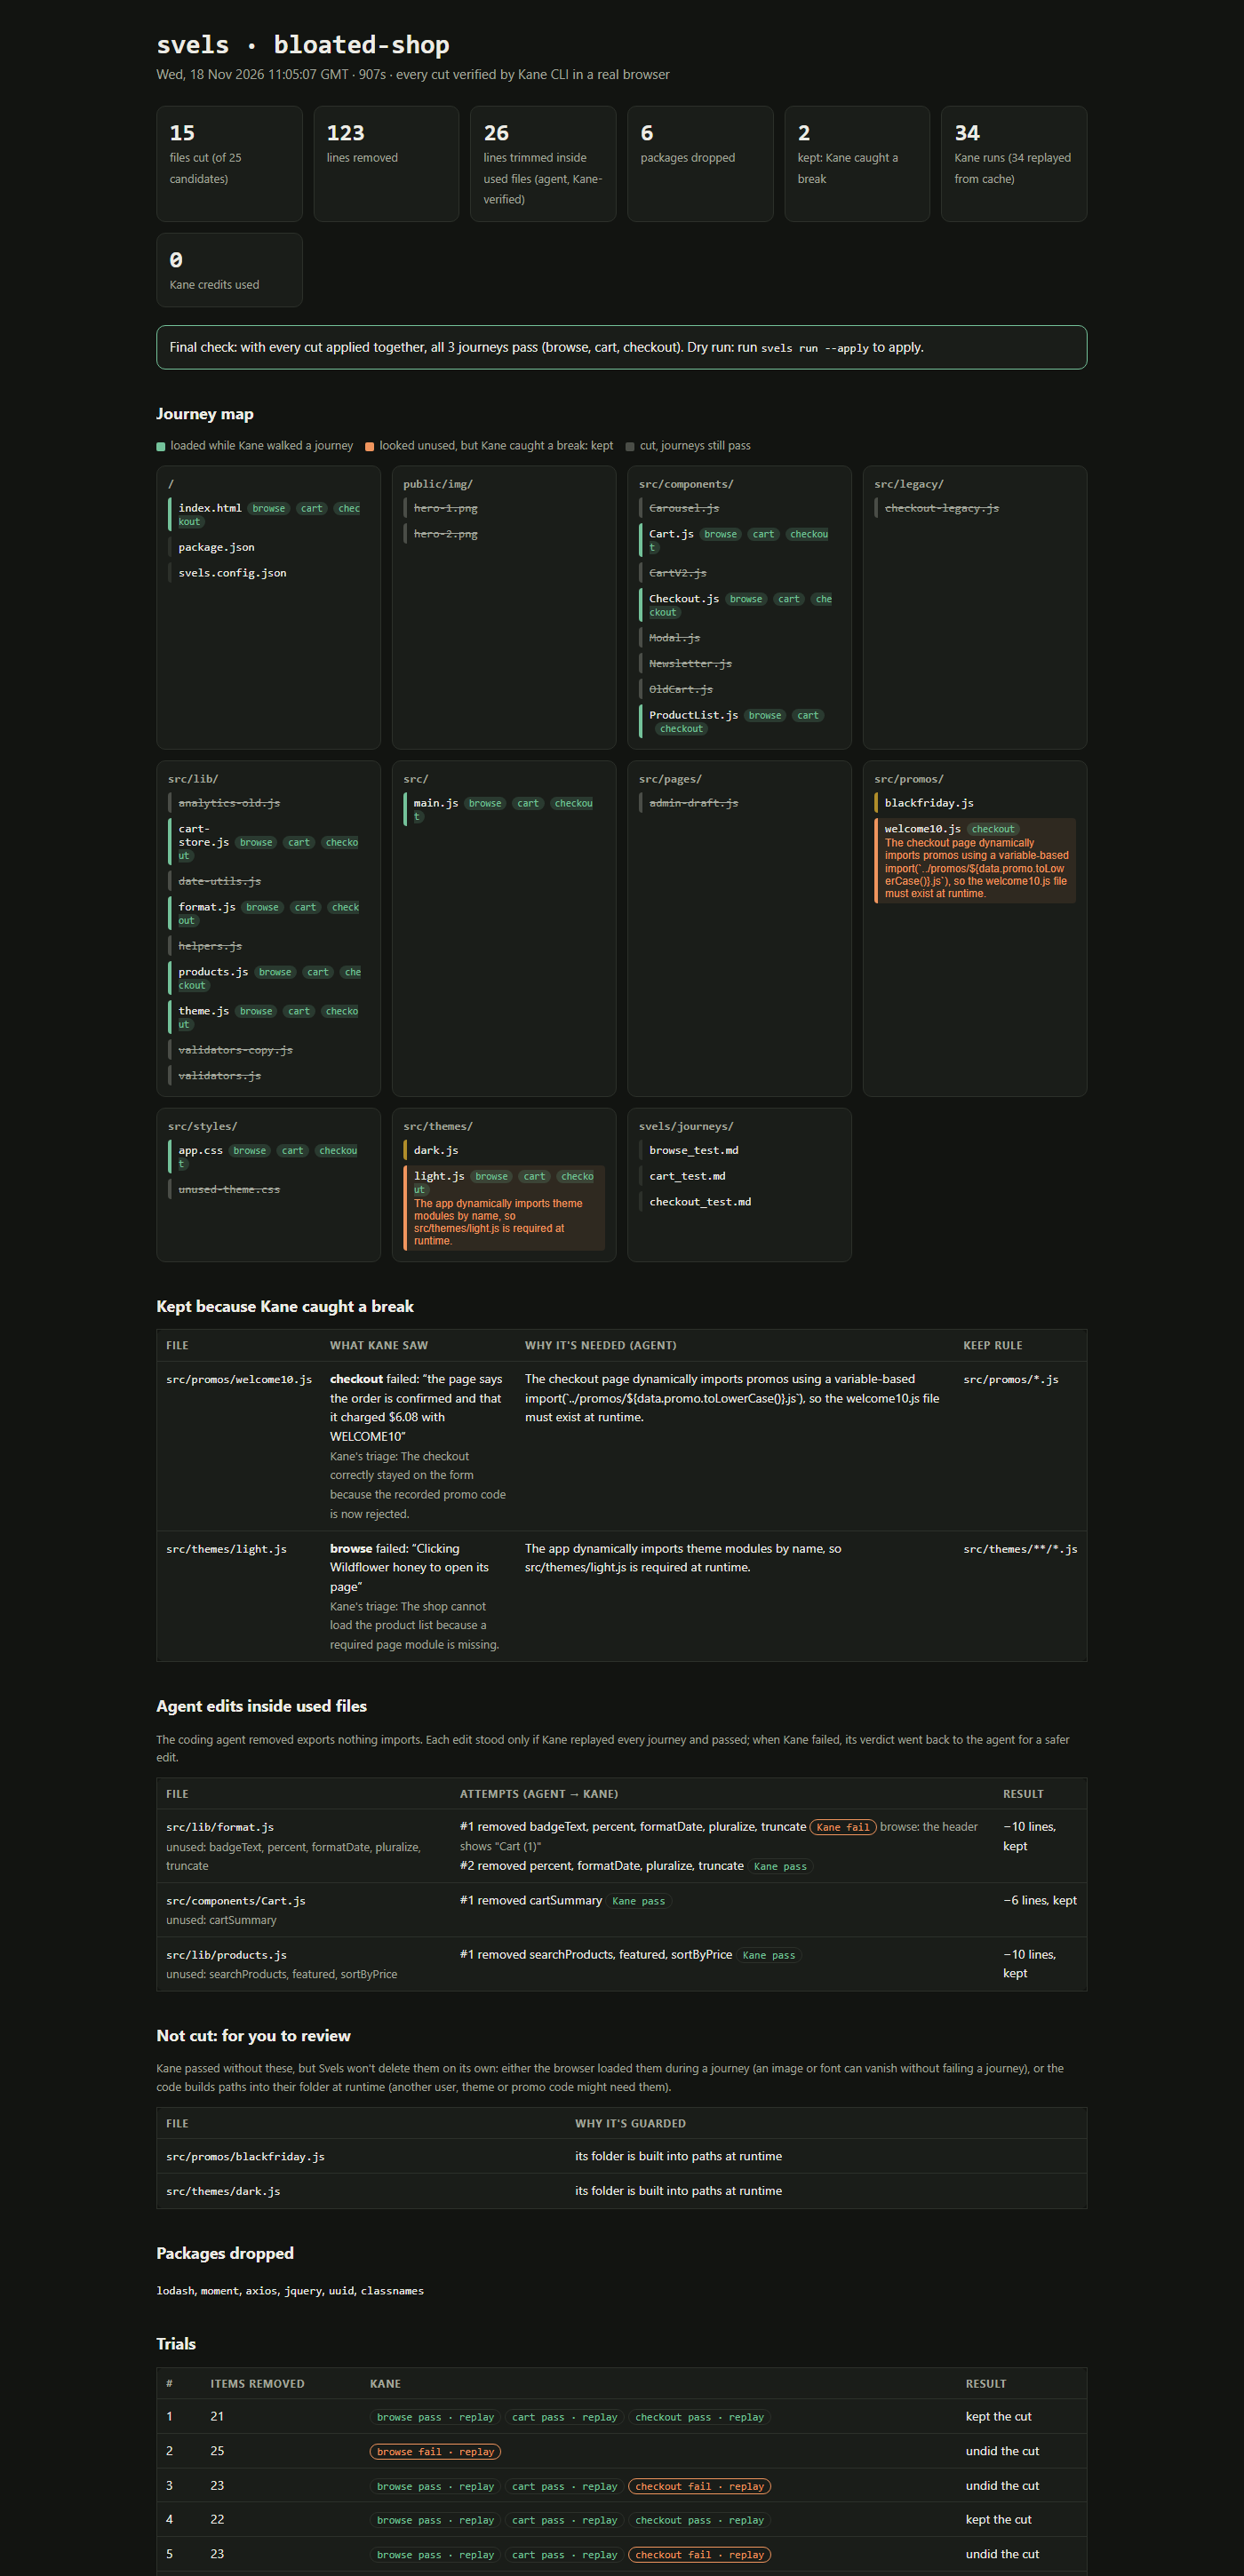 svels · bloated-shop
Wed, 18 Nov 2026 11:05:07 GMT · 907s · every cut verified by Kane CLI in a real browser
15
files cut (of 25
candidates)
123
lines removed
26
lines trimmed inside
used files (agent, Kane-
verified)
6
packages dropped
2
kept: Kane caught a
break
34
Kane runs (34 replayed
from cache)
0
Kane credits used
Final check: with every cut applied together, all 3 journeys pass (browse, cart, checkout). Dry run: run svels run --apply to apply.
Journey map
loaded while Kane walked a journey looked unused, but Kane caught a break: kept cut, journeys still pass
/
index.html browse cart chec
kout
package.json
svels.config.json
public/img/
hero-1.png
hero-2.png
src/components/
Carousel.js
Cart.js browse cart checkou
t
CartV2.js
Checkout.js browse cart che
ckout
Modal.js
Newsletter.js
OldCart.js
ProductList.js browse cart
checkout
src/legacy/
checkout-legacy.js
src/lib/
analytics-old.js
cart-
store.js browse cart checko
ut
date-utils.js
format.js browse cart check
out
helpers.js
products.js browse cart che
ckout
theme.js browse cart checko
ut
validators-copy.js
validators.js
src/
main.js browse cart checkou
t
src/pages/
admin-draft.js
src/promos/
blackfriday.js
welcome10.js checkout
The checkout page dynamically
imports promos using a variable-based
import(`../promos/${data.promo.toLow
erCase()}.js`), so the welcome10.js file
must exist at runtime.
src/styles/
app.css browse cart checkou
t
unused-theme.css
src/themes/
dark.js
light.js browse cart checko
ut
The app dynamically imports theme
modules by name, so
src/themes/light.js is required at
runtime.
svels/journeys/
browse_test.md
cart_test.md
checkout_test.md
Kept because Kane caught a break
FILE WHAT KANE SAW WHY IT'S NEEDED (AGENT) KEEP RULE
src/promos/welcome10.js
checkout failed: “the page says
the order is confirmed and that
it charged $6.08 with
WELCOME10”
Kane's triage: The checkout
correctly stayed on the form
because the recorded promo code
is now rejected.
The checkout page dynamically imports promos using a variable-based
import(`../promos/${data.promo.toLowerCase()}.js`), so the welcome10.js file
must exist at runtime.
src/promos/*.js
src/themes/light.js
browse failed: “Clicking
Wildflower honey to open its
page”
Kane's triage: The shop cannot
load the product list because a
required page module is missing.
The app dynamically imports theme modules by name, so
src/themes/light.js is required at runtime.
src/themes/**/*.js
Agent edits inside used files
The coding agent removed exports nothing imports. Each edit stood only if Kane replayed every journey and passed; when Kane failed, its verdict went back to the agent for a safer
edit.
FILE ATTEMPTS (AGENT → KANE) RESULT
src/lib/format.js
unused: badgeText, percent, formatDate, pluralize,
truncate
#1 removed badgeText, percent, formatDate, pluralize, truncate Kane fail browse: the header
shows "Cart (1)"
#2 removed percent, formatDate, pluralize, truncate Kane pass
−10 lines,
kept
src/components/Cart.js
unused: cartSummary
#1 removed cartSummary Kane pass
−6 lines, kept
src/lib/products.js
unused: searchProducts, featured, sortByPrice
#1 removed searchProducts, featured, sortByPrice Kane pass
−10 lines,
kept
Not cut: for you to review
Kane passed without these, but Svels won't delete them on its own: either the browser loaded them during a journey (an image or font can vanish without failing a journey), or the
code builds paths into their folder at runtime (another user, theme or promo code might need them).
FILE WHY IT'S GUARDED
src/promos/blackfriday.js its folder is built into paths at runtime
src/themes/dark.js its folder is built into paths at runtime
Packages dropped
lodash, moment, axios, jquery, uuid, classnames
Trials
# ITEMS REMOVED KANE RESULT
1 21 browse pass · replay cart pass · replay checkout pass · replay kept the cut
2 25 browse fail · replay undid the cut
3 23 browse pass · replay cart pass · replay checkout fail · replay undid the cut
4 22 browse pass · replay cart pass · replay checkout pass · replay kept the cut
5 23 browse pass · replay cart pass · replay checkout fail · replay undid the cut